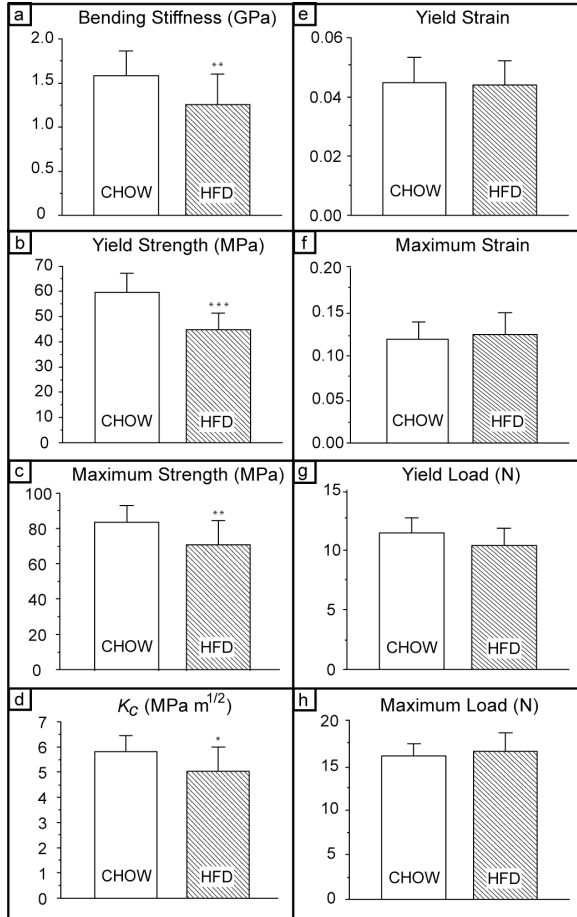 a
Bending Stiffness (GPa)
2.0
1.5
1.0
0.5
0
**
CHOW
HFD
b
Yield Strength (MPa)
70
60
50
40
30
20
10
0
***
CHOW
HFD
c
Maximum Strength (MPa)
100
80
60
40
20
0
**
CHOW
HFD
d
Kc (MPa m1/2)
7
6
5
4
3
2
1
0
*
CHOW
HFD
e
Yield Strain
0.06
0.04
0.02
0.00
CHOW
HFD
f
Maximum Strain
0.20
0.15
0.10
0.05
0.00
CHOW
HFD
g
Yield Load (N)
15
10
5
0
CHOW
HFD
h
Maximum Load (N)
20
15
10
5
0
CHOW
HFD